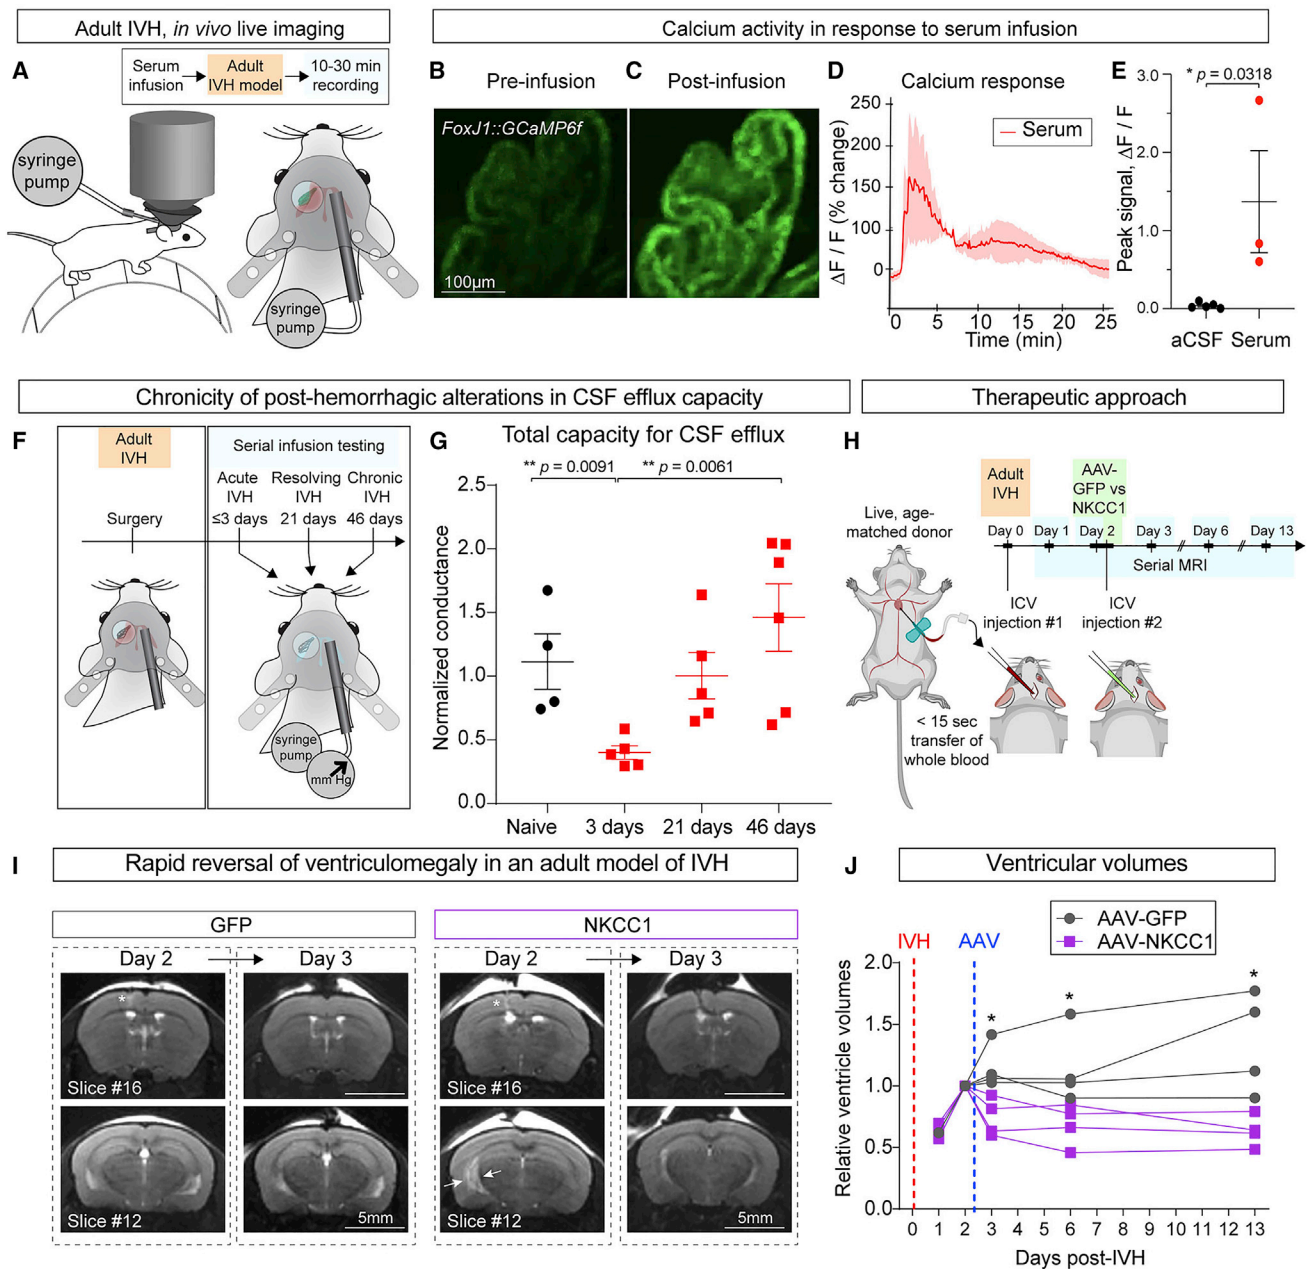 Adult IVH, in vivo live imaging
Calcium activity in response to serum infusion
A
Serum
infusion
Adult
IVH model
10-30 min
recording
syringe
pump
syringe
pump
B
Pre-infusion
C
Post-infusion
FoxJ1::GCaMP6f
100µm
D
Calcium response
Serum
ΔF / F (% change)
250
200
150
100
0
0
5
10
15
20
25
Time (min)
E
* p = 0.0318
Peak signal, ΔF / F
3.0
2.0
1.0
0.0
aCSF
Serum
Chronicity of post-hemorrhagic alterations in CSF efflux capacity
Therapeutic approach
F
Adult
IVH
Serial infusion testing
Acute
IVH
≤3 days
Resolving
IVH
21 days
Chronic
IVH
46 days
Surgery
syringe
pump
mm Hg
G
Total capacity for CSF efflux
** p = 0.0091
** p = 0.0061
Normalized conductance
2.5
2.0
1.5
1.0
0.5
0.0
Naive
3 days
21 days
46 days
H
Adult
IVH
AAV-
GFP vs
NKCC1
Live, age-
matched donor
Day 0
Day 1
Day 2
Day 3
Day 6
Day 13
Serial MRI
ICV
injection #1
ICV
injection #2
< 15 sec
transfer of
whole blood
I
Rapid reversal of ventriculomegaly in an adult model of IVH
GFP
NKCC1
Day 2
Day 3
Day 2
Day 3
*
*
Slice #16
Slice #16
Slice #12
5mm
Slice #12
5mm
J
Ventricular volumes
AAV-GFP
AAV-NKCC1
IVH
AAV
Relative ventricle volumes
2.0
1.5
1.0
0.5
0.0
*
*
*
0
1
2
3
4
5
6
7
8
9
10
11
12
13
Days post-IVH